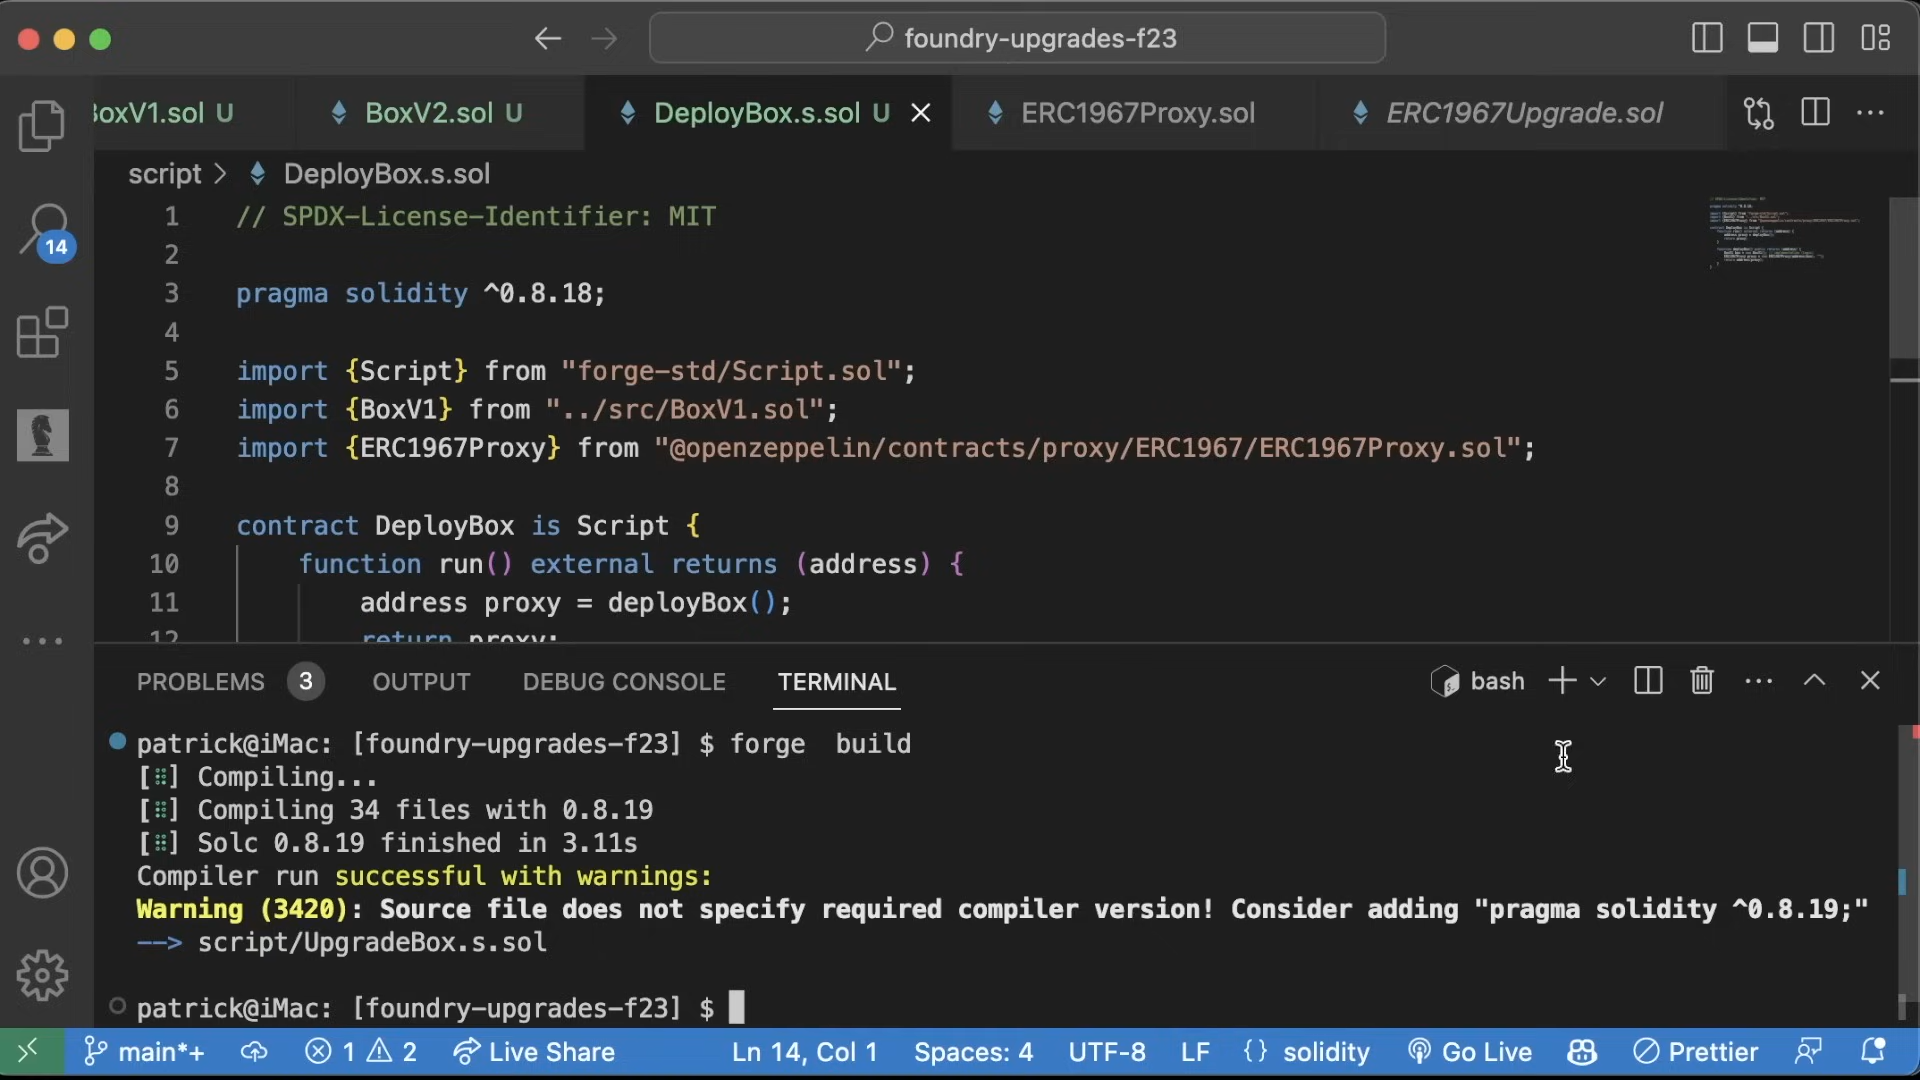 foundry-upgrades-f23
BoxV1.sol U
BoxV2.sol U
DeployBox.s.sol U
ERC1967Proxy.sol
ERC1967Upgrade.sol
script > DeployBox.s.sol
14
1 // SPDX-License-Identifier: MIT
2
3 pragma solidity ^0.8.18;
4
5 import {Script} from "forge-std/Script.sol";
6 import {BoxV1} from "../src/BoxV1.sol";
7 import {ERC1967Proxy} from "@openzeppelin/contracts/proxy/ERC1967/ERC1967Proxy.sol";
8
9 contract DeployBox is Script {
10 function run() external returns (address) {
11 address proxy = deployBox();
12 return proxy;
PROBLEMS 3 OUTPUT DEBUG CONSOLE TERMINAL bash
patrick@iMac: [foundry-upgrades-f23] $ forge  build
[⠿] Compiling...
[⠿] Compiling 34 files with 0.8.19
[⠿] Solc 0.8.19 finished in 3.11s
Compiler run successful with warnings:
Warning (3420): Source file does not specify required compiler version! Consider adding "pragma solidity ^0.8.19;"
--> script/UpgradeBox.s.sol
patrick@iMac: [foundry-upgrades-f23] $
main*+ 1 2 Live Share Ln 14, Col 1 Spaces: 4 UTF-8 LF {} solidity Go Live Prettier